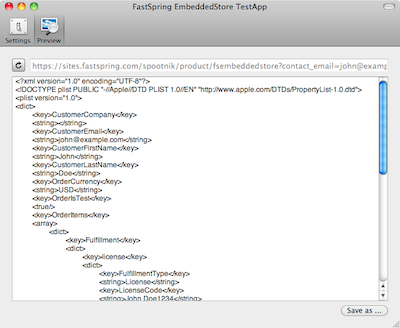 FastSpring EmbeddedStore TestApp
Settings Preview
https://sites.fastspring.com/spootnik/product/fsembeddedstore?contact_email=john@examp
<?xml version="1.0" encoding="UTF-8"?>
<!DOCTYPE plist PUBLIC "-//Apple//DTD PLIST 1.0//EN" "http://www.apple.com/DTDs/PropertyList-1.0.dtd">
<plist version="1.0">
<dict>
<key>CustomerCompany</key>
<string></string>
<key>CustomerEmail</key>
<string>john@example.com</string>
<key>CustomerFirstName</key>
<string>John</string>
<key>CustomerLastName</key>
<string>Doe</string>
<key>OrderCurrency</key>
<string>USD</string>
<key>OrderIsTest</key>
<true/>
<key>OrderItems</key>
<array>
<dict>
<key>Fulfillment</key>
<dict>
<key>license</key>
<dict>
<key>FulfillmentType</key>
<string>License</string>
<key>LicenseCode</key>
<string>John Doe1234</string>
Save as ...